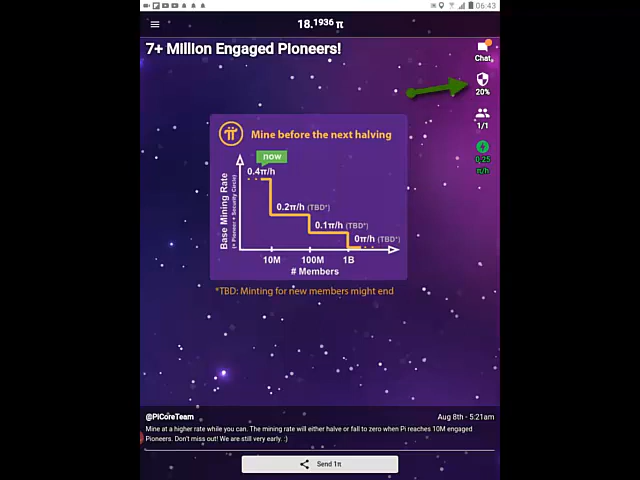 06:43
18.1936 π
7+ Million Engaged Pioneers!
Chat
20%
1/1
0.25
π/h
Mine before the next halving
now
0.4π/h
0.2π/h (TBD*)
0.1π/h (TBD*)
0π/h (TBD*)
Base Mining Rate
(= Pioneer + Security Circle)
10M 100M 1B
# Members
*TBD: Minting for new members might end
@PiCoreTeam Aug 8th - 5:21am
Mine at a higher rate while you can. The mining rate will either halve or fall to zero when Pi reaches 10M engaged
Pioneers. Don't miss out! We are still very early. :)
Send 1π